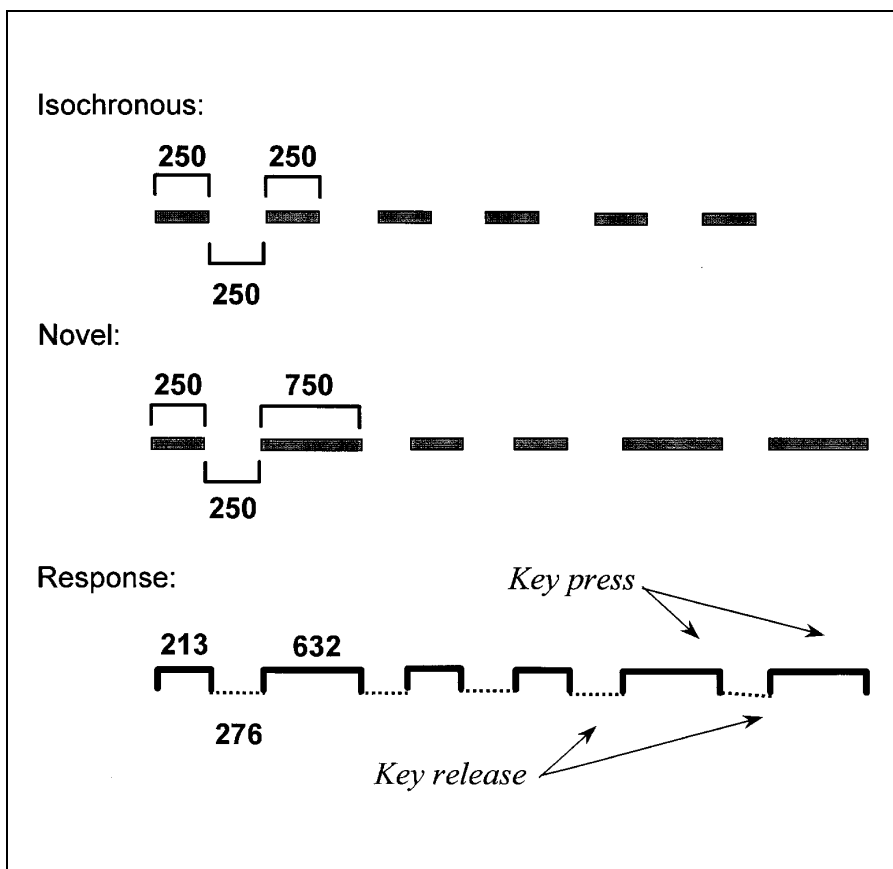 Isochronous:
250 250
250
Novel:
250 750
250
Response:
Key press
213 632
276
Key release